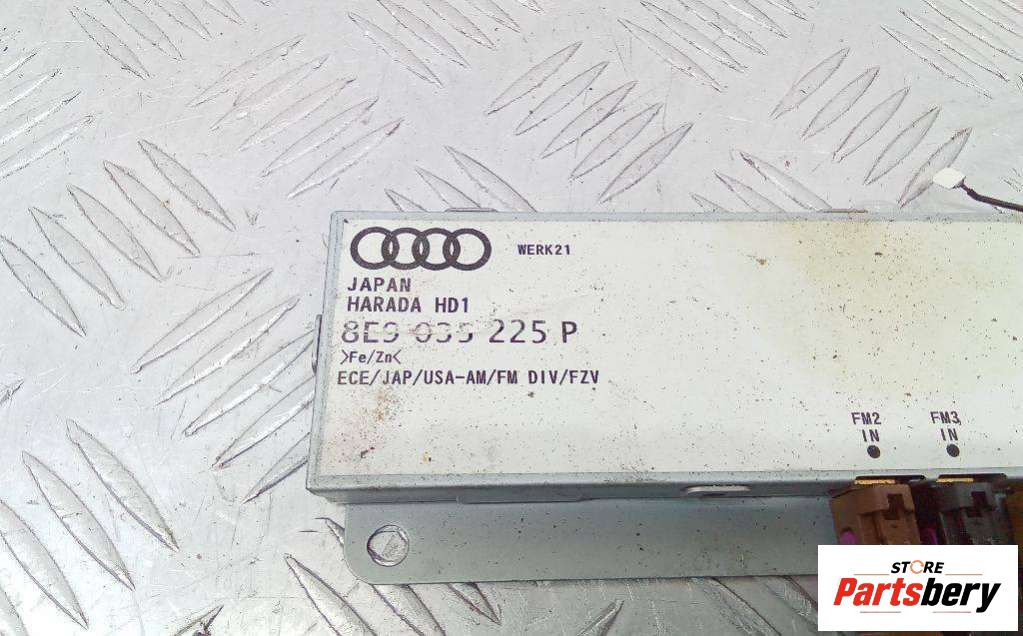 WERK21
JAPAN
HARADA HD1
8E9 035 225 P
>Fe/Zn<
ECE/JAP/USA-AM/FM DIV/FZV
FM2
IN
FM3
IN
STORE
Partsbery